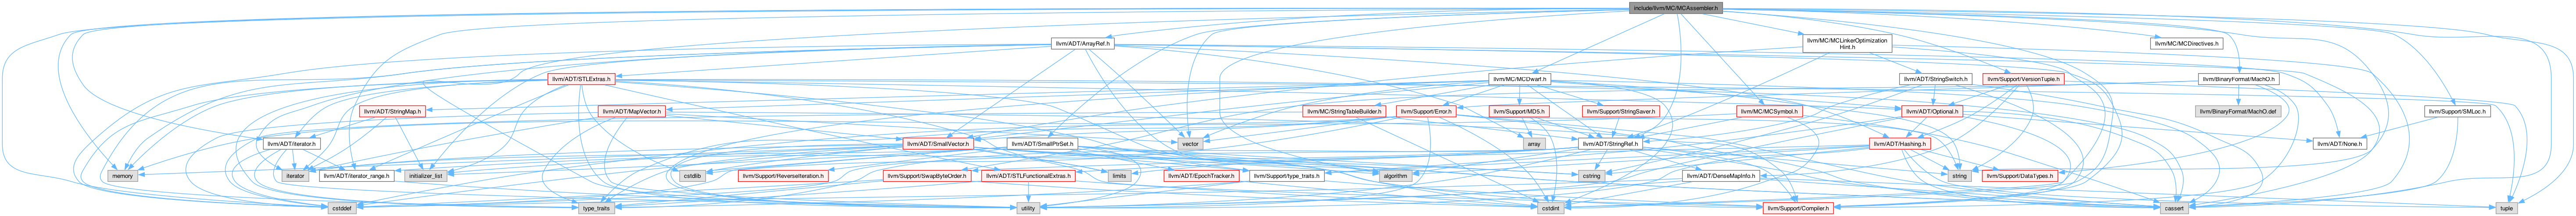 include/llvm/MC/MCAssembler.h
llvm/ADT/ArrayRef.h
llvm/MC/MCLinkerOptimization
Hint.h
llvm/MC/MCDirectives.h
llvm/ADT/STLExtras.h
llvm/MC/MCDwarf.h
llvm/ADT/StringSwitch.h
llvm/Support/VersionTuple.h
llvm/BinaryFormat/MachO.h
llvm/ADT/StringMap.h
llvm/ADT/MapVector.h
llvm/MC/StringTableBuilder.h
llvm/Support/Error.h
llvm/Support/MD5.h
llvm/Support/StringSaver.h
llvm/MC/MCSymbol.h
llvm/ADT/Optional.h
llvm/BinaryFormat/MachO.def
llvm/Support/SMLoc.h
llvm/ADT/iterator.h
llvm/ADT/SmallVector.h
llvm/ADT/SmallPtrSet.h
vector
array
llvm/ADT/StringRef.h
llvm/ADT/Hashing.h
llvm/ADT/None.h
memory
iterator
llvm/ADT/iterator_range.h
initializer_list
cstdlib
llvm/Support/ReverseIteration.h
llvm/Support/SwapByteOrder.h
llvm/ADT/STLFunctionalExtras.h
limits
llvm/ADT/EpochTracker.h
llvm/Support/type_traits.h
algorithm
cstring
llvm/ADT/DenseMapInfo.h
string
llvm/Support/DataTypes.h
cstddef
type_traits
utility
cstdint
llvm/Support/Compiler.h
cassert
tuple